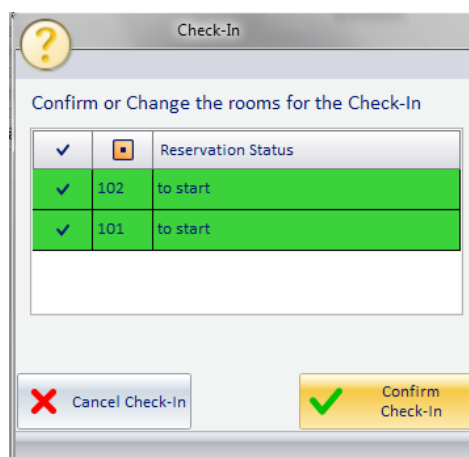 Check-In
Confirm or Change the rooms for the Check-In
Reservation Status
102 to start
101 to start
Cancel Check-In
Confirm
Check-In